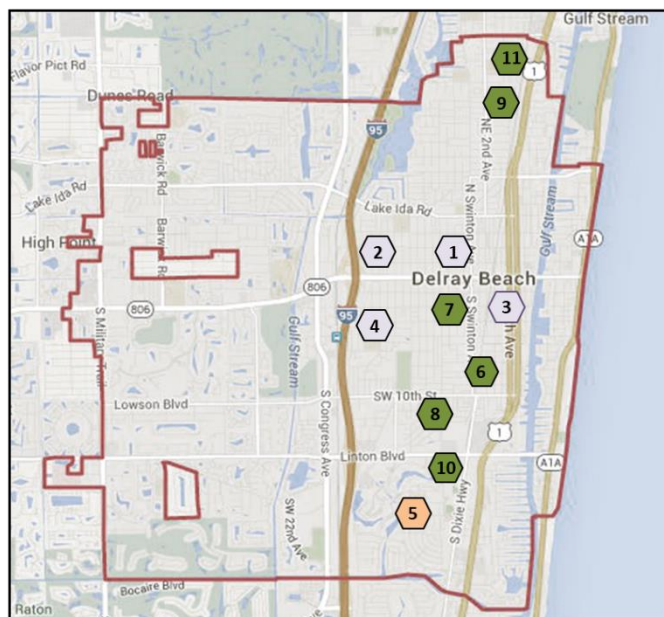 Gulf Stream
Flavor Pict Rd
11
1
Dunes Road
9
95
Barwick Rd
NE 2nd Ave
Lake Ida Rd
Lake Ida Rd
N Swinton Ave
Gulf Stream
High Point
2
1
A1A
806
Delray Beach
806
7
3
S Military Trail
95
4
S Swinton A
h Ave
Gulf-Stream
6
S Congress Ave
SW 10th St
Lowson Blvd
8
1
Linton Blvd
10
A1A
5
SW 22nd Ave
S Dixie Hwy
Bocaire Blvd
Raton